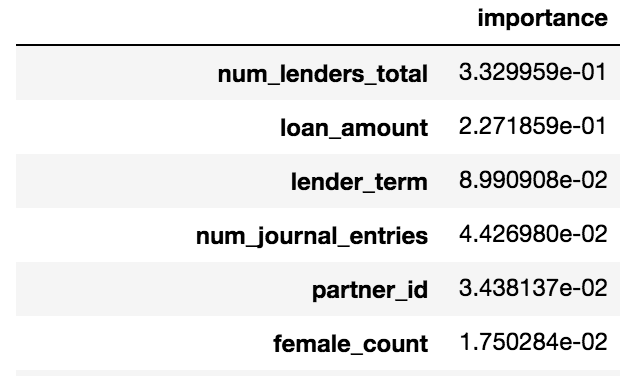 importance
num_lenders_total 3.329959e-01
loan_amount 2.271859e-01
lender_term 8.990908e-02
num_journal_entries 4.426980e-02
partner_id 3.438137e-02
female_count 1.750284e-02